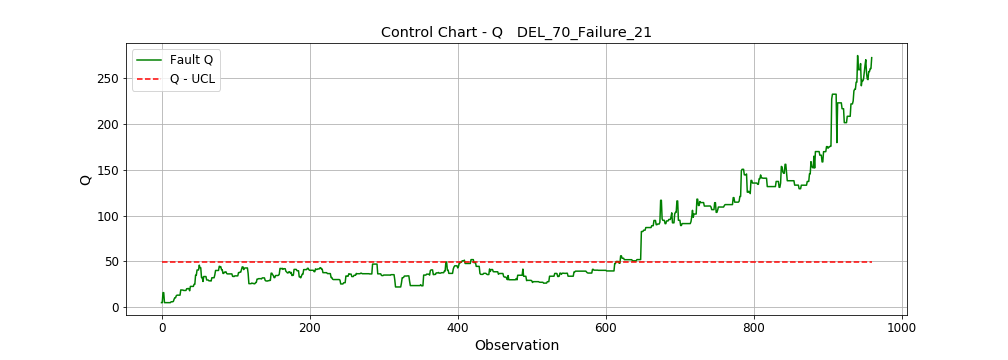 Control Chart - Q   DEL_70_Failure_21
Fault Q
Q - UCL
250
200
150
100
50
0
Q
0 200 400 600 800 1000
Observation